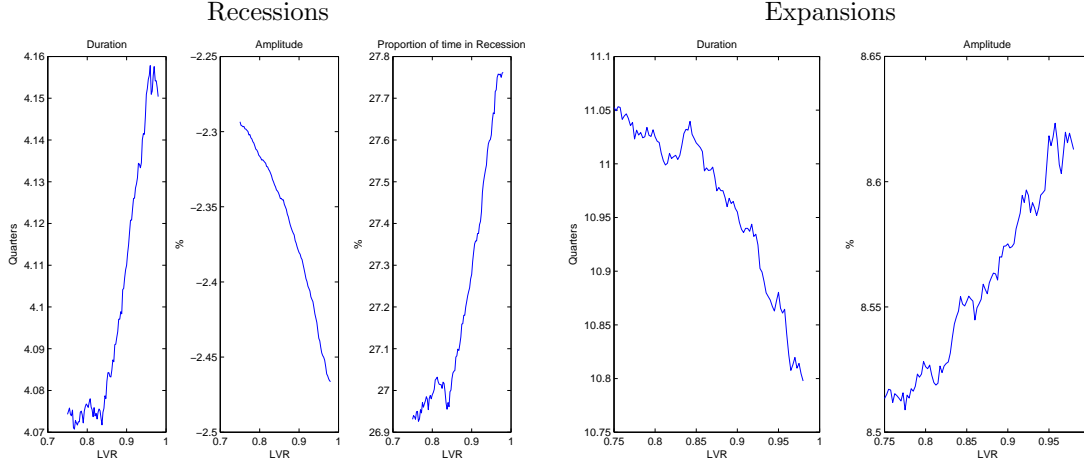 Recessions
Expansions
Duration
Amplitude
Proportion of time in Recession
Duration
Amplitude
4.16
4.15
4.14
4.13
4.12
4.11
4.1
4.09
4.08
4.07
Quarters
0.7 0.8 0.9 1
LVR
−2.25
−2.3
−2.35
−2.4
−2.45
−2.5
%
0.7 0.8 0.9 1
27.8
27.7
27.6
27.5
27.4
27.3
27.2
27.1
27
26.9
%
0.7 0.8 0.9 1
LVR
11.1
11.05
11
10.95
10.9
10.85
10.8
10.75
Quarters
0.75 0.8 0.85 0.9 0.95 1
LVR
8.65
8.6
8.55
8.5
%
0.75 0.8 0.85 0.9 0.95
LVR